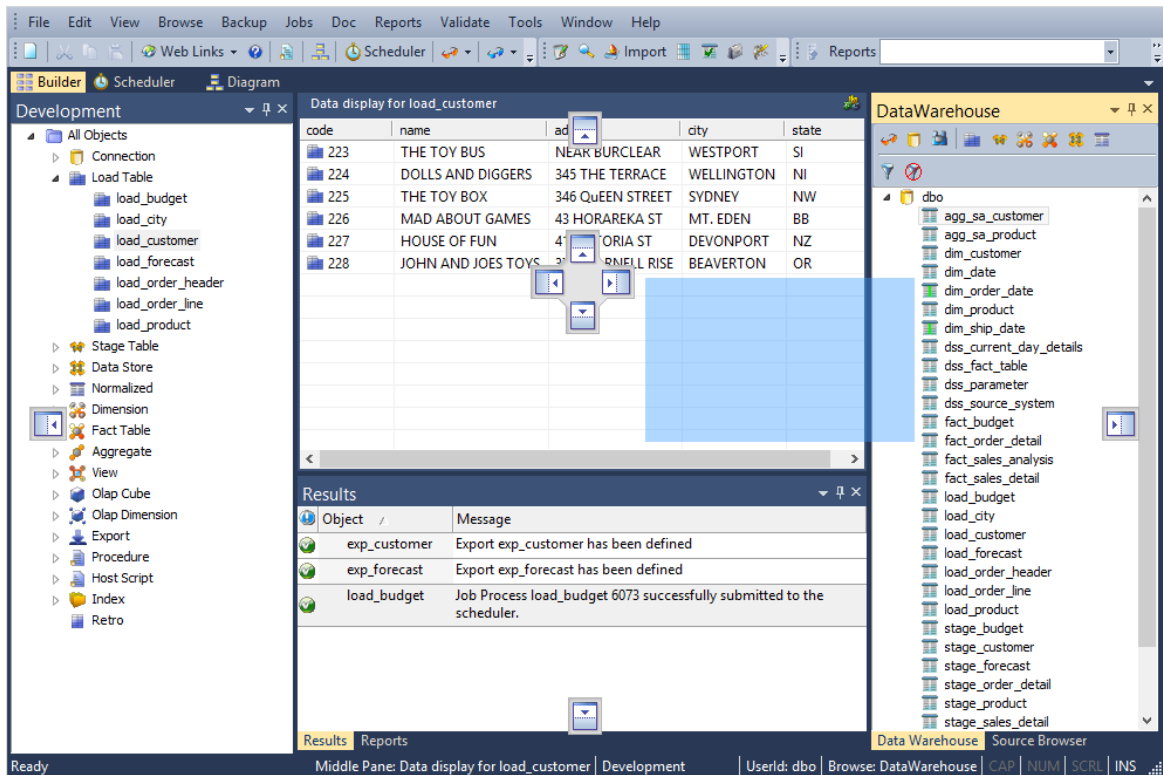 File Edit View Browse Backup Jobs Doc Reports Validate Tools Window Help
Web Links Scheduler Import Reports
Builder Scheduler Diagram
Development
All Objects
Connection
Load Table
load_budget
load_city
load_customer
load_forecast
load_order_header
load_order_line
load_product
Stage Table
Data Store
Normalized
Dimension
Fact Table
Aggregate
View
Olap Cube
Olap Dimension
Export
Procedure
Host Script
Index
Retro
Data display for load_customer
code name city state
223 THE TOY BUS NEAR BURCLEAR WESTPORT SI
224 DOLLS AND DIGGERS 345 THE TERRACE WELLINGTON NI
225 THE TOY BOX 346 QuEEN STREET SYDNEY NW
226 MAD ABOUT GAMES 43 HORAREKA ST MT. EDEN BB
227 HOUSE OF FUN ST DEVONPORT NZ
228 JOHN AND JOES TOYS RISE BEAVERTON OR
Results
Object Message
exp_customer Export exp_customer has been defined
exp_forecast Export exp_forecast has been defined
load_budget Job Process load_budget 6073 successfully submitted to the
scheduler.
Results Reports
DataWarehouse
dbo
agg_sa_customer
agg_sa_product
dim_customer
dim_date
dim_order_date
dim_product
dim_ship_date
dss_current_day_details
dss_fact_table
dss_parameter
dss_source_system
fact_budget
fact_order_detail
fact_sales_analysis
fact_sales_detail
load_budget
load_city
load_customer
load_forecast
load_order_header
load_order_line
load_product
stage_budget
stage_customer
stage_forecast
stage_order_detail
stage_product
stage_sales_detail
Data Warehouse Source Browser
Ready Middle Pane: Data display for load_customer Development UserId: dbo Browse: DataWarehouse CAP NUM SCRL INS